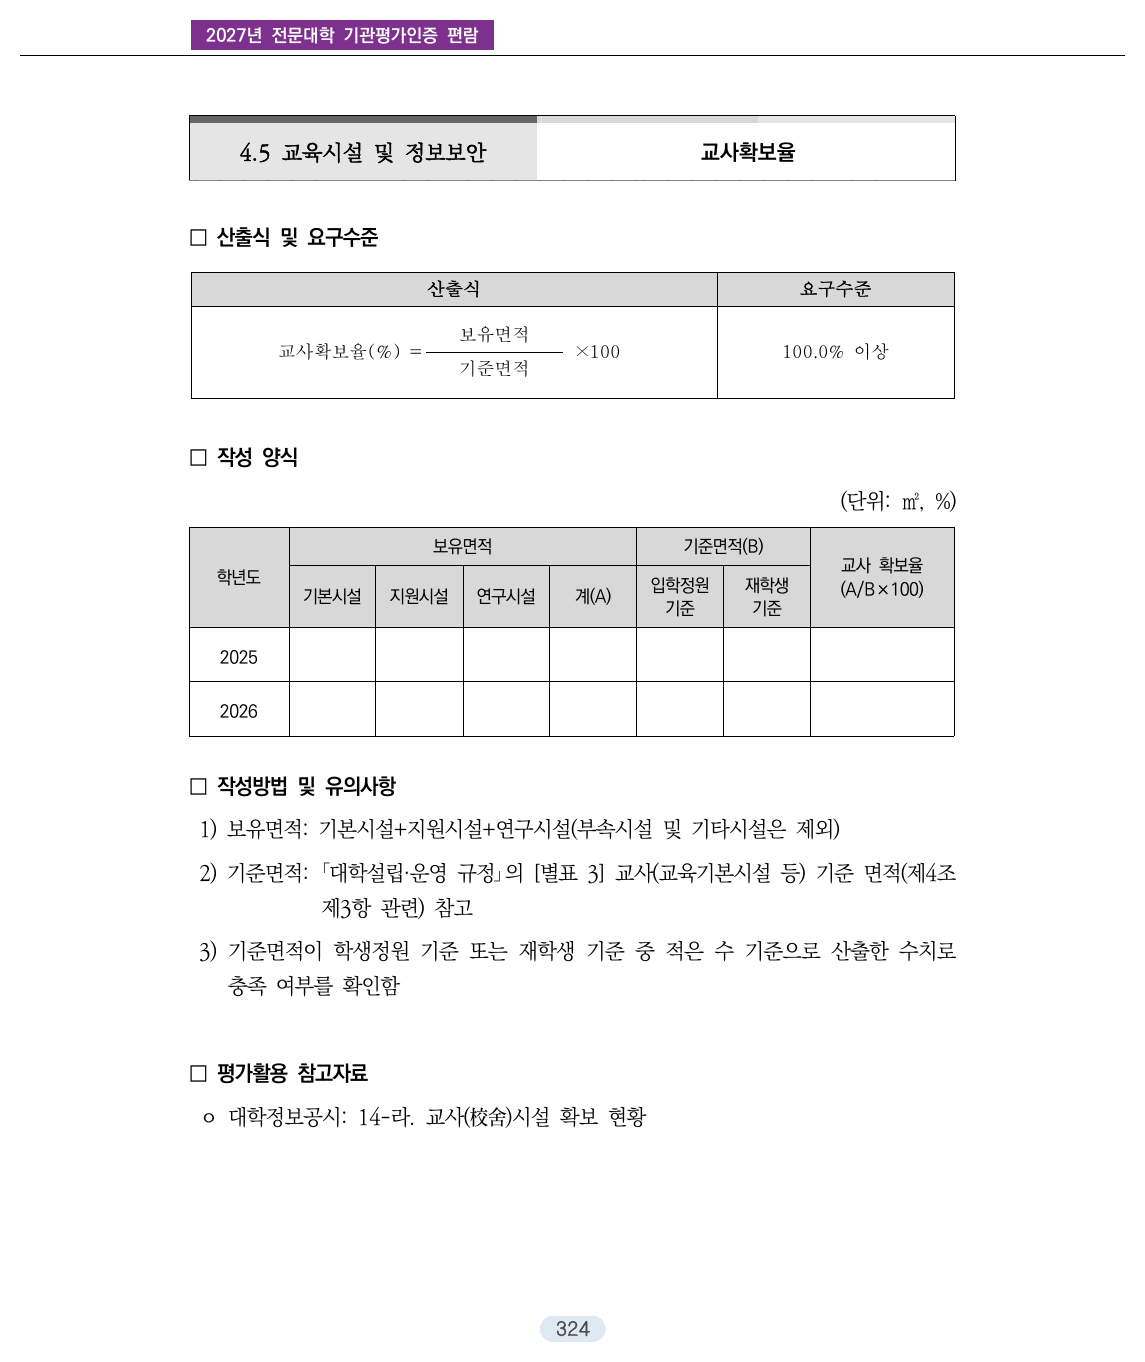 2027년 전문대학 기관평가인증 편람
4.5 교육시설 및 정보보안
교사확보율
□ 산출식 및 요구수준
산출식
요구수준
교사확보율(%) = 보유면적 / 기준면적 ×100
100.0% 이상
□ 작성 양식
(단위: ㎡, %)
학년도
보유면적
기준면적(B)
교사 확보율
(A/B×100)
기본시설
지원시설
연구시설
계(A)
입학정원
기준
재학생
기준
2025
2026
□ 작성방법 및 유의사항
1) 보유면적: 기본시설+지원시설+연구시설(부속시설 및 기타시설은 제외)
2) 기준면적: 「대학설립·운영 규정」의 [별표 3] 교사(교육기본시설 등) 기준 면적(제4조
제3항 관련) 참고
3) 기준면적이 학생정원 기준 또는 재학생 기준 중 적은 수 기준으로 산출한 수치로
충족 여부를 확인함
□ 평가활용 참고자료
ㅇ 대학정보공시: 14-라. 교사(校舍)시설 확보 현황
324